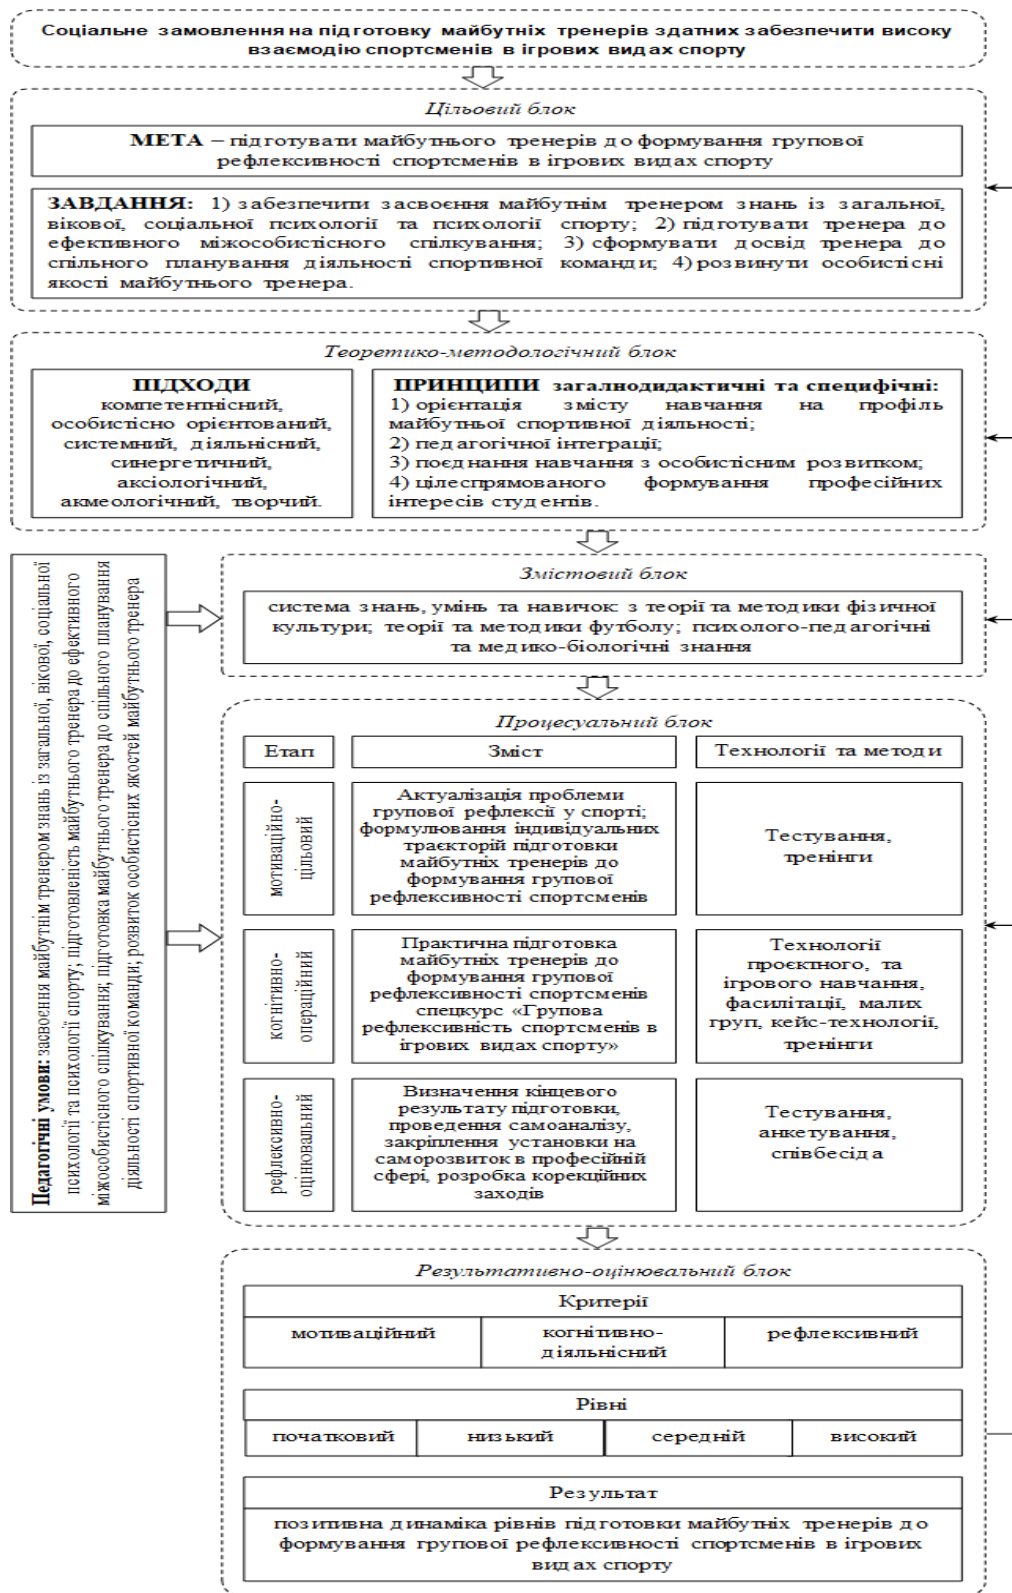 Соціальне замовлення на підготовку майбутніх тренерів здатних забезпечити високу
взаємодію спортсменів в ігрових видах спорту
Цільовий блок
МЕТА – підготувати майбутнього тренерів до формування групової
рефлексивності спортсменів в ігрових видах спорту
ЗАВДАННЯ: 1) забезпечити засвоєння майбутнім тренером знань із загальної,
вікової, соціальної психології та психології спорту; 2) підготувати тренера до
ефективного міжособистісного спілкування; 3) сформувати досвід тренера до
спільного планування діяльності спортивної команди; 4) розвинути особистісні
якості майбутнього тренера.
Теоретико-методологічний блок
ПІДХОДИ
компетентнісний,
особистісно орієнтований,
системний, діяльнісний,
синергетичний,
аксіологічний,
акмеологічний, творчий.
ПРИНЦИПИ загалнодидактичні та специфічні:
1) орієнтація змісту навчання на профіль
майбутньої спортивної діяльності;
2) педагогічної інтеграції;
3) поєднання навчання з особистісним розвитком;
4) цілеспрямованого формування професійних
інтересів студентів.
Педагогічні умови: засвоєння майбутнім тренером знань із загальної, вікової, соціальної
психології та психології спорту; підготовленість майбутнього тренера до ефективного
міжособистісного спілкування; підготовка майбутнього тренера до спільного планування
діяльності спортивної команди; розвиток особистісних якостей майбутнього тренера
Змістовий блок
система знань, умінь та навичок: з теорії та методики фізичної
культури; теорії та методики футболу; психолого-педагогічні
та медико-біологічні знання
Процесуальний блок
Етап
Зміст
Технології та методи
мотиваційно-
цільовий
Актуалізація проблеми
групової рефлексії у спорті;
формулювання індивідуальних
траєкторій підготовки
майбутніх тренерів до
формування групової
рефлексивності спортсменів
Тестування,
тренінги
когнітивно-
операційний
Практична підготовка
майбутніх тренерів до
формування групової
рефлексивності спортсменів
спецкурс «Групова
рефлексивність спортсменів в
ігрових видах спорту»
Технології
проєктного, та
ігрового навчання,
фасилітації, малих
груп, кейс-технології,
тренінги
рефлексивно-
оцінювальний
Визначення кінцевого
результату підготовки,
проведення самоаналізу,
закріплення установки на
саморозвиток в професійній
сфері, розробка корекційних
заходів
Тестування,
анкетування,
співбесіда
Результативно-оцінювальний блок
Критерії
мотиваційний
когнітивно-
діяльнісний
рефлексивний
Рівні
початковий
низький
середній
високий
Результат
позитивна динаміка рівнів підготовки майбутніх тренерів до
формування групової рефлексивності спортсменів в ігрових
видах спорту